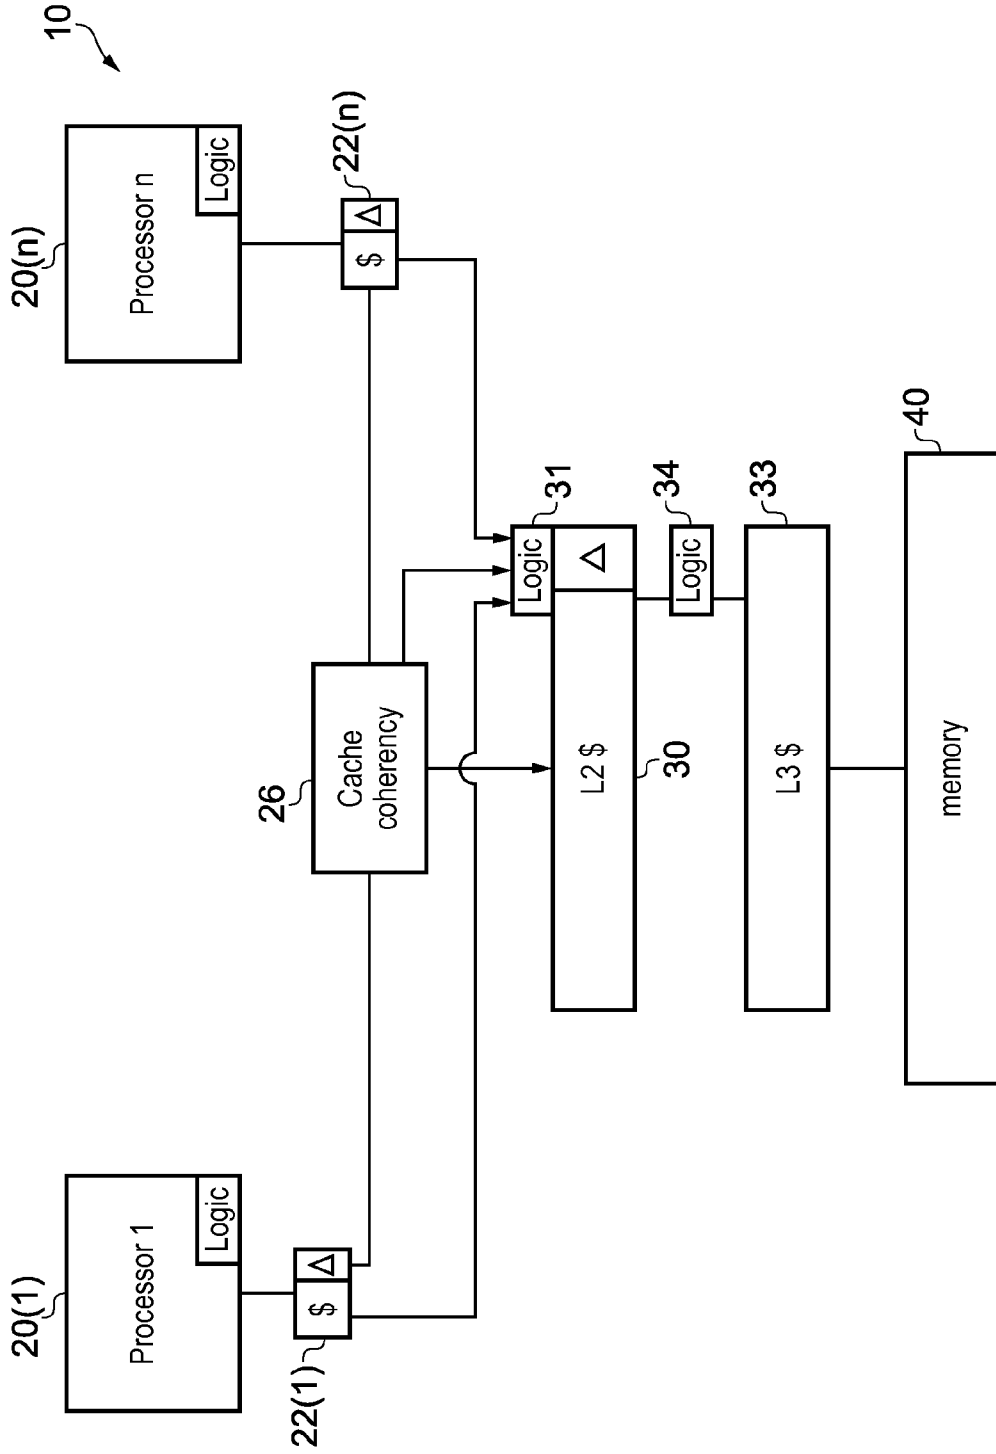 10
20(1)
Processor 1
Logic
20(n)
Processor n
Logic
22(1)
$ Δ
22(n)
$ Δ
26
Cache
coherency
31
Logic
L2 $
Δ
30
34
Logic
33
L3 $
40
memory